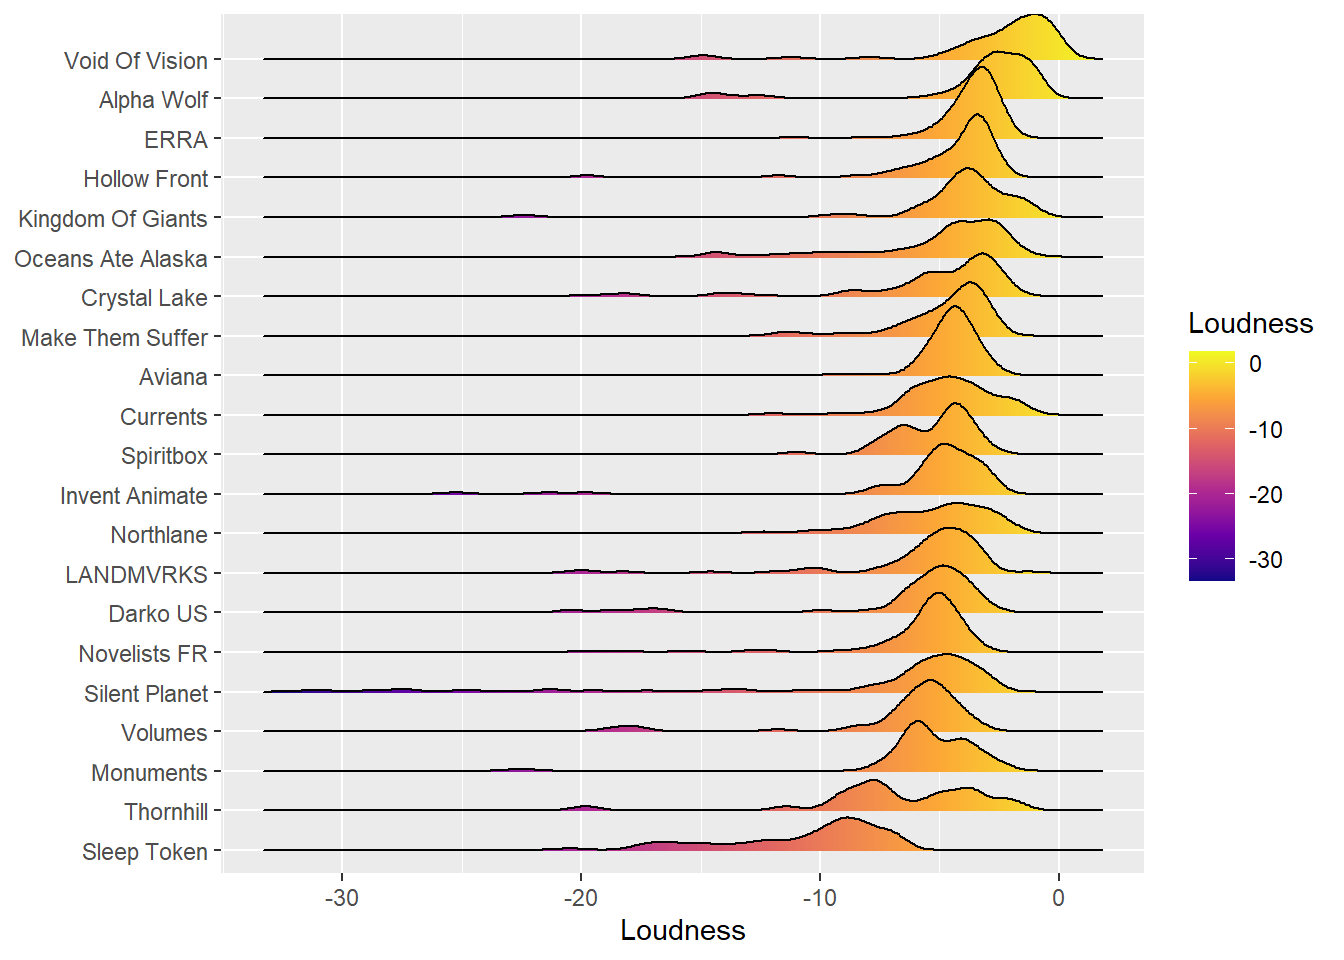 Void Of Vision
Alpha Wolf
ERRA
Hollow Front
Kingdom Of Giants
Oceans Ate Alaska
Crystal Lake
Make Them Suffer
Aviana
Currents
Spiritbox
Invent Animate
Northlane
LANDMVRKS
Darko US
Novelists FR
Silent Planet
Volumes
Monuments
Thornhill
Sleep Token
-30 -20 -10 0
Loudness
Loudness
0
-10
-20
-30